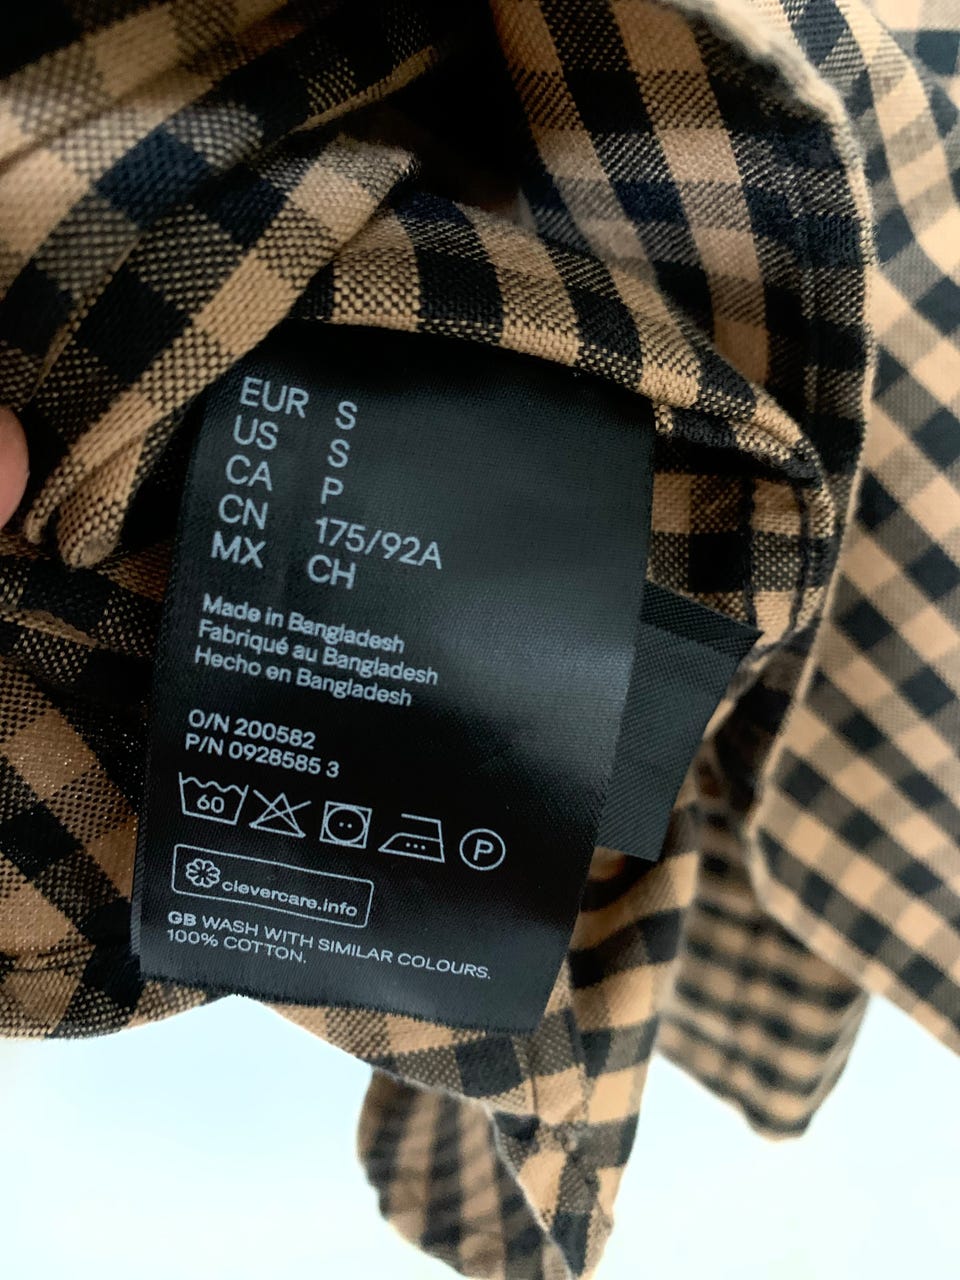 EUR S
US S
CA P
CN 175/92A
MX CH
Made in Bangladesh
Fabriqué au Bangladesh
Hecho en Bangladesh
O/N 200582
P/N 0928585 3
60
P
clevercare.info
GB WASH WITH SIMILAR COLOURS.
100% COTTON.